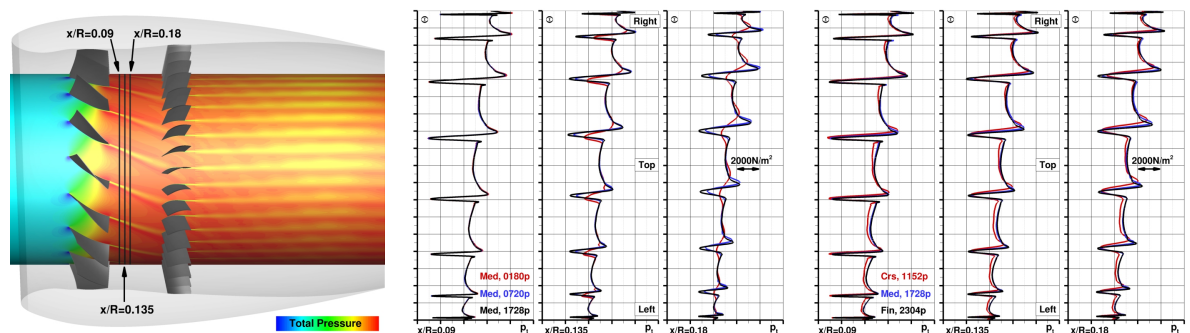 x/R=0.09
x/R=0.18
x/R=0.135
Total Pressure
Θ
Right
Top
2000N/m²
Med, 0180p
Med, 0720p
Med, 1728p
Left
x/R=0.09
Pt
x/R=0.135
Pt
x/R=0.18
Pt
Θ
Right
Top
2000N/m²
Crs, 1152p
Med, 1728p
Fin, 2304p
Left
x/R=0.09
Pt
x/R=0.135
Pt
x/R=0.18
Pt